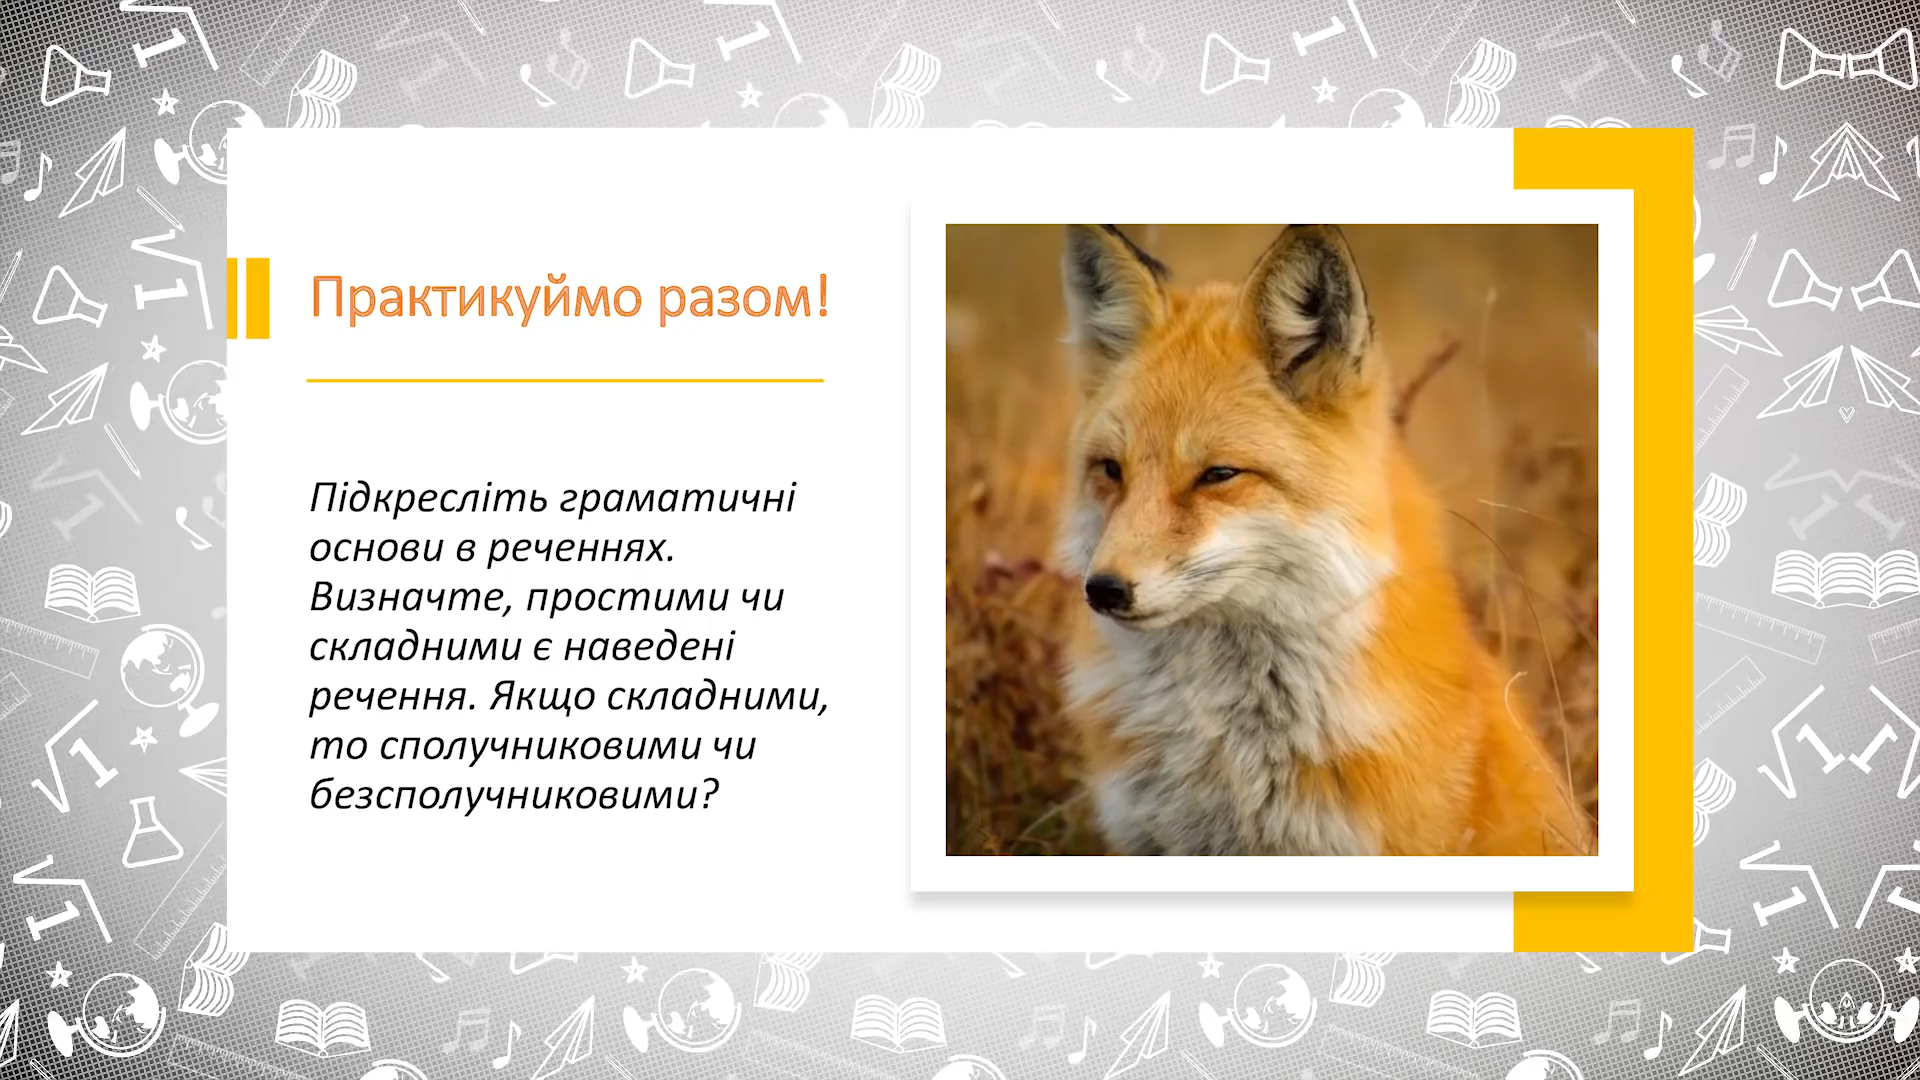 Практикуймо разом!
Підкресліть граматичні
основи в реченнях.
Визначте, простими чи
складними є наведені
речення. Якщо складними,
то сполучниковими чи
безсполучниковими?